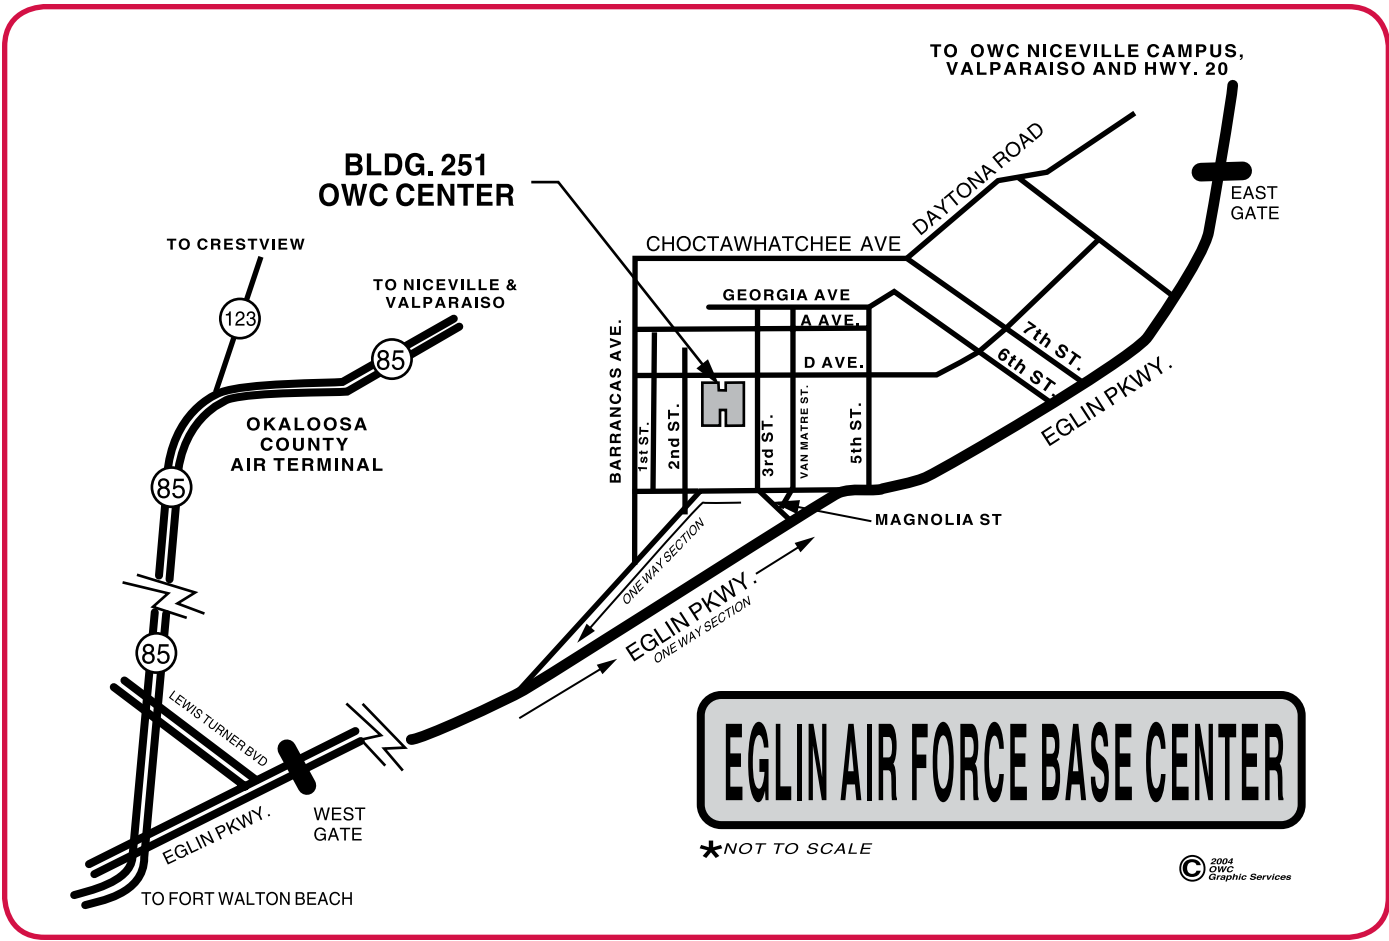 TO OWC NICEVILLE CAMPUS,
VALPARAISO AND HWY. 20
BLDG. 251
OWC CENTER
DAYTONA ROAD
EAST
GATE
TO CRESTVIEW
CHOCTAWHATCHEE AVE
TO NICEVILLE &
VALPARAISO
GEORGIA AVE
123
A AVE.
85
7th ST.
6th ST.
D AVE.
BARRANCAS AVE.
1st ST.
2nd ST.
3rd ST.
VAN MATRE ST.
5th ST.
EGLIN PKWY.
OKALOOSA
COUNTY
AIR TERMINAL
85
MAGNOLIA ST
ONE WAY SECTION
EGLIN PKWY.
ONE WAY SECTION
85
LEWIS TURNER BVD
WEST
GATE
EGLIN PKWY.
TO FORT WALTON BEACH
EGLIN AIR FORCE BASE CENTER
*NOT TO SCALE
© 2004
OWC
Graphic Services